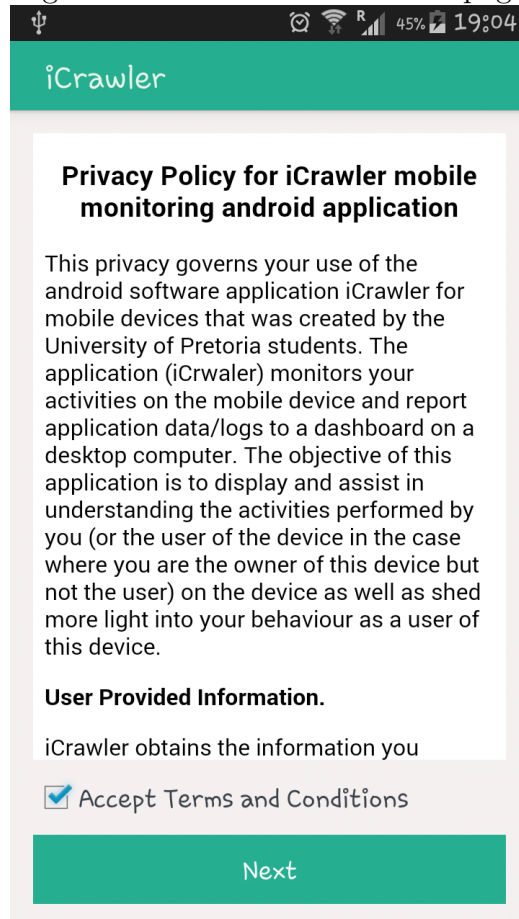 R 45% 19:04
iCrawler
Privacy Policy for iCrawler mobile
monitoring android application
This privacy governs your use of the
android software application iCrawler for
mobile devices that was created by the
University of Pretoria students. The
application (iCrwaler) monitors your
activities on the mobile device and report
application data/logs to a dashboard on a
desktop computer. The objective of this
application is to display and assist in
understanding the activities performed by
you (or the user of the device in the case
where you are the owner of this device but
not the user) on the device as well as shed
more light into your behaviour as a user of
this device.
User Provided Information.
iCrawler obtains the information you
Accept Terms and Conditions
Next